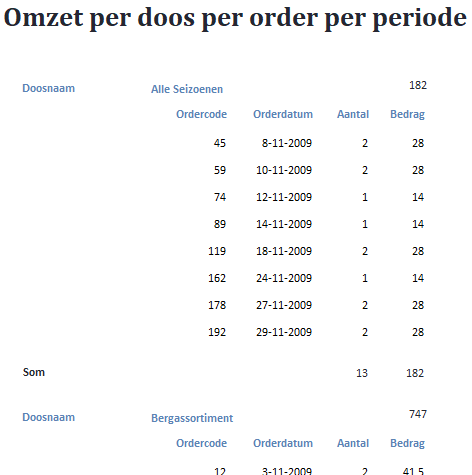 Omzet per doos per order per periode
Doosnaam Alle Seizoenen 182
Ordercode Orderdatum Aantal Bedrag
45 8-11-2009 2 28
59 10-11-2009 2 28
74 12-11-2009 1 14
89 14-11-2009 1 14
119 18-11-2009 2 28
162 24-11-2009 1 14
178 27-11-2009 2 28
192 29-11-2009 2 28
Som 13 182
Doosnaam Bergassortiment 747
Ordercode Orderdatum Aantal Bedrag
12 3-11-2009 2 41,5